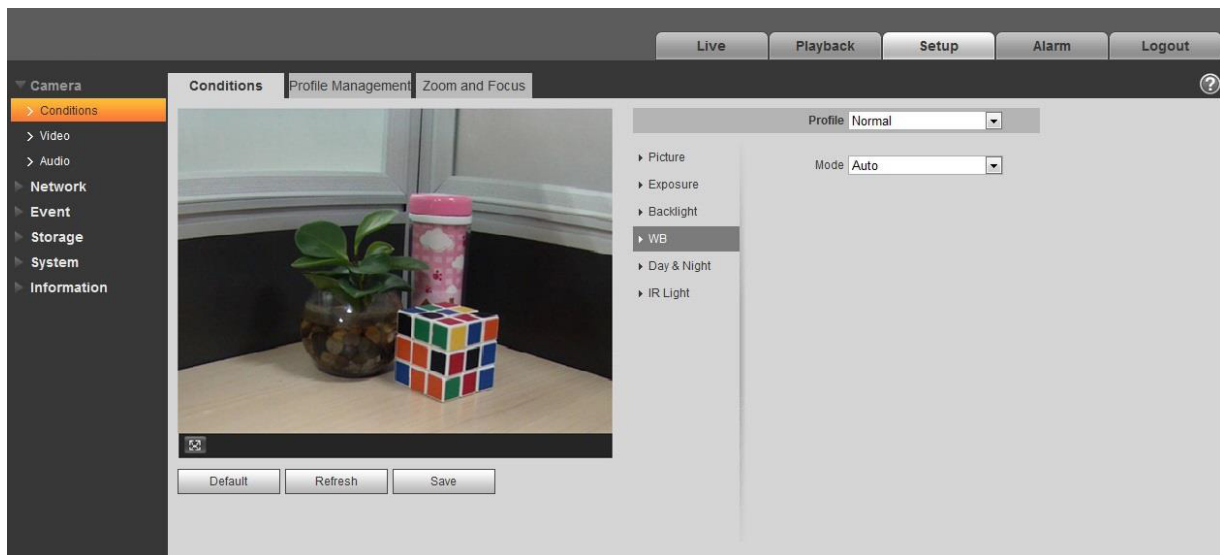 Live Playback Setup Alarm Logout
Camera
Conditions
Video
Audio
Network
Event
Storage
System
Information
Conditions Profile Management Zoom and Focus
?
Profile Normal
Picture
Exposure
Backlight
WB
Day & Night
IR Light
Mode Auto
Default Refresh Save